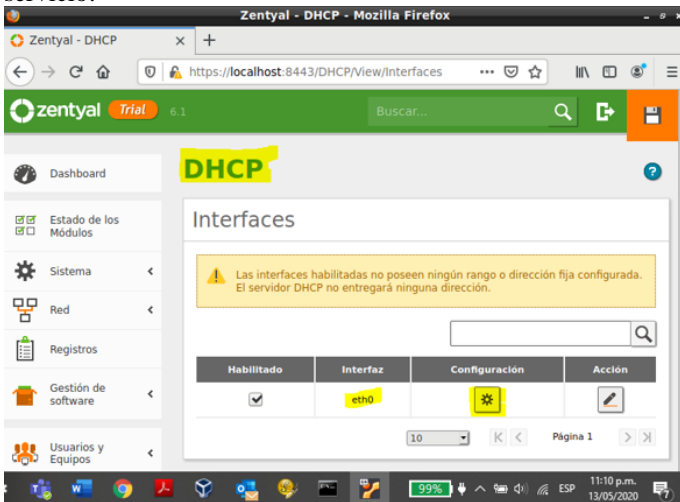 Zentyal - DHCP - Mozilla Firefox
Zentyal - DHCP
https://localhost:8443/DHCP/View/Interfaces
zentyal Trial 6.1 Buscar...
DHCP
Dashboard
Estado de los
Módulos
Sistema
Red
Registros
Gestión de
software
Usuarios y
Equipos
Interfaces
Las interfaces habilitadas no poseen ningún rango o dirección fija configurada.
El servidor DHCP no entregará ninguna dirección.
Habilitado Interfaz Configuración Acción
eth0
10 Página 1
99% ESP 11:10 p.m.
13/05/2020